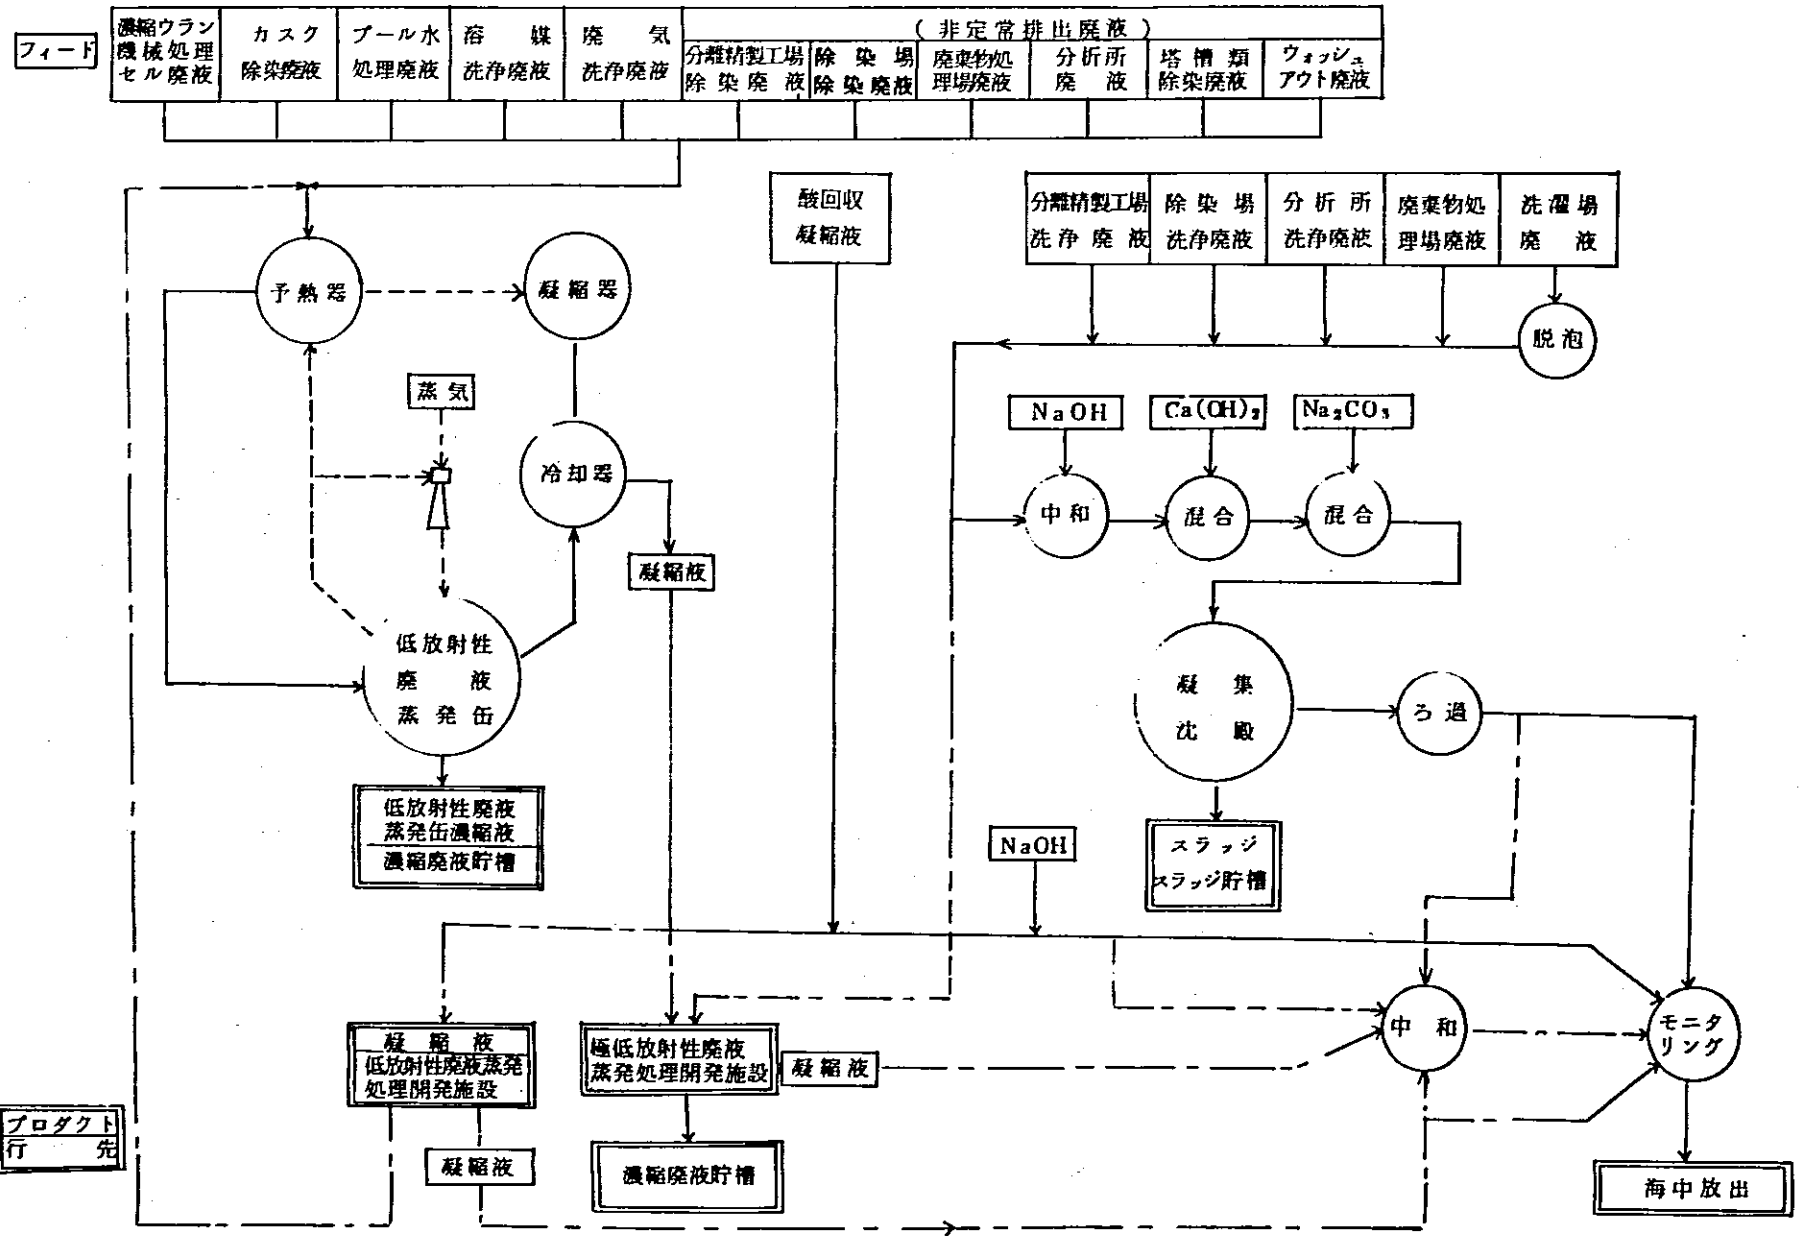 フィード
濃縮ウラン
機械処理
セル廃液
カスク
除染廃液
プール水
処理廃液
溶媒
洗浄廃液
廃気
洗浄廃液
(非定常排出廃液)
分離精製工場
除染廃液
除染場
除染廃液
廃棄物処
理場廃液
分析所
廃液
塔槽類
除染廃液
ウォッシュ
アウト廃液
酸回収
凝縮液
分離精製工場
洗浄廃液
除染場
洗浄廃液
分析所
洗浄廃液
廃棄物処
理場廃液
洗濯場
廃液
予熱器
凝縮器
脱泡
蒸気
NaOH
Ca(OH)₂
Na₂CO₃
冷却器
中和
混合
混合
凝縮液
低放射性
廃液
蒸発缶
凝集
沈殿
ろ過
低放射性廃液
蒸発缶濃縮液
濃縮廃液貯槽
NaOH
スラッジ
スラッジ貯槽
凝縮液
低放射性廃液蒸発
処理開発施設
極低放射性廃液
蒸発処理開発施設
凝縮液
中和
モニタ
リング
プロダクト
行先
凝縮液
濃縮廃液貯槽
海中放出